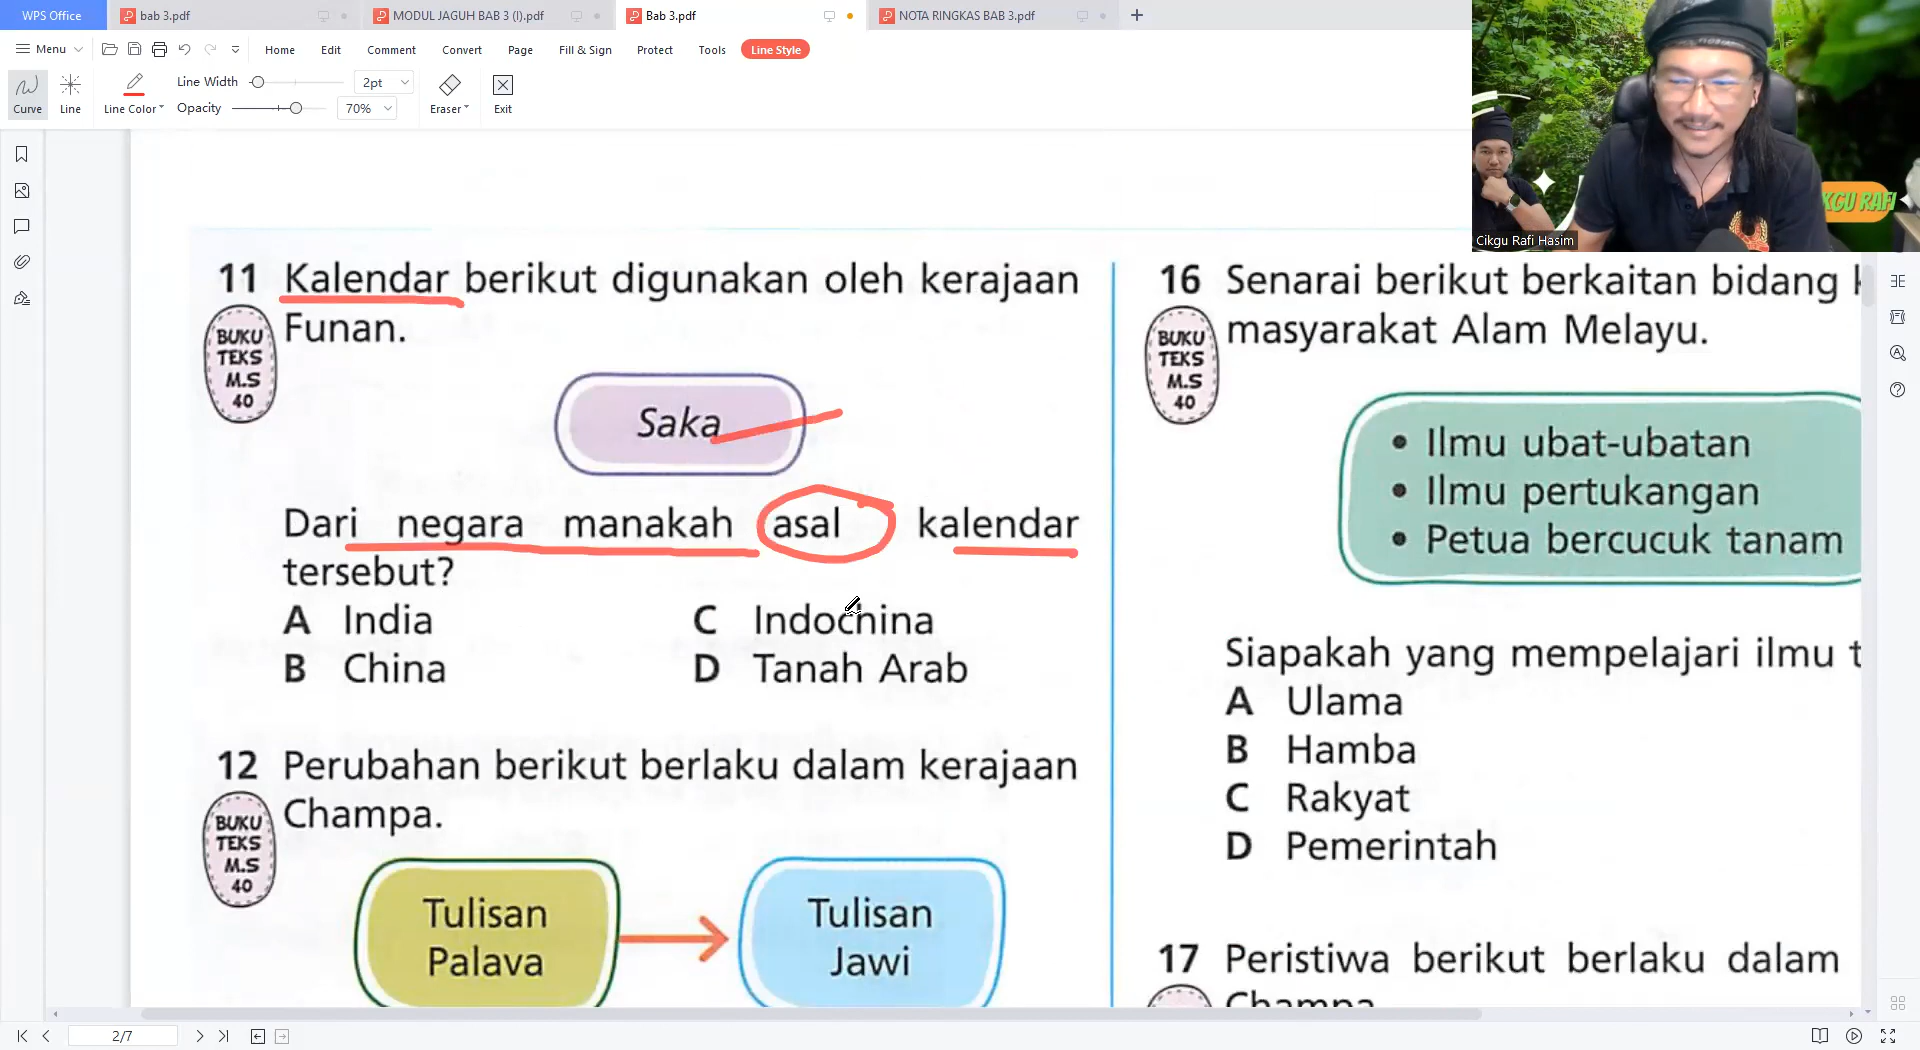 WPS Office
bab 3.pdf
MODUL JAGUH BAB 3 (I).pdf
Bab 3.pdf
NOTA RINGKAS BAB 3.pdf
Menu
Home
Edit
Comment
Convert
Page
Fill & Sign
Protect
Tools
Line Style
Curve
Line
Line Color
Line Width
2pt
Opacity
70%
Eraser
Exit
KGU RAFI
Cikgu Rafi Hasim
11 Kalendar berikut digunakan oleh kerajaan
Funan.
BUKU
TEKS
M.S
40
Saka
Dari negara manakah asal kalendar
tersebut?
A India
C Indochina
B China
D Tanah Arab
12 Perubahan berikut berlaku dalam kerajaan
Champa.
BUKU
TEKS
M.S
40
Tulisan
Palava
Tulisan
Jawi
16 Senarai berikut berkaitan bidang
masyarakat Alam Melayu.
BUKU
TEKS
M.S
40
• Ilmu ubat-ubatan
• Ilmu pertukangan
• Petua bercucuk tanam
Siapakah yang mempelajari ilmu t
A Ulama
B Hamba
C Rakyat
D Pemerintah
17 Peristiwa berikut berlaku dalam
Champa
2/7